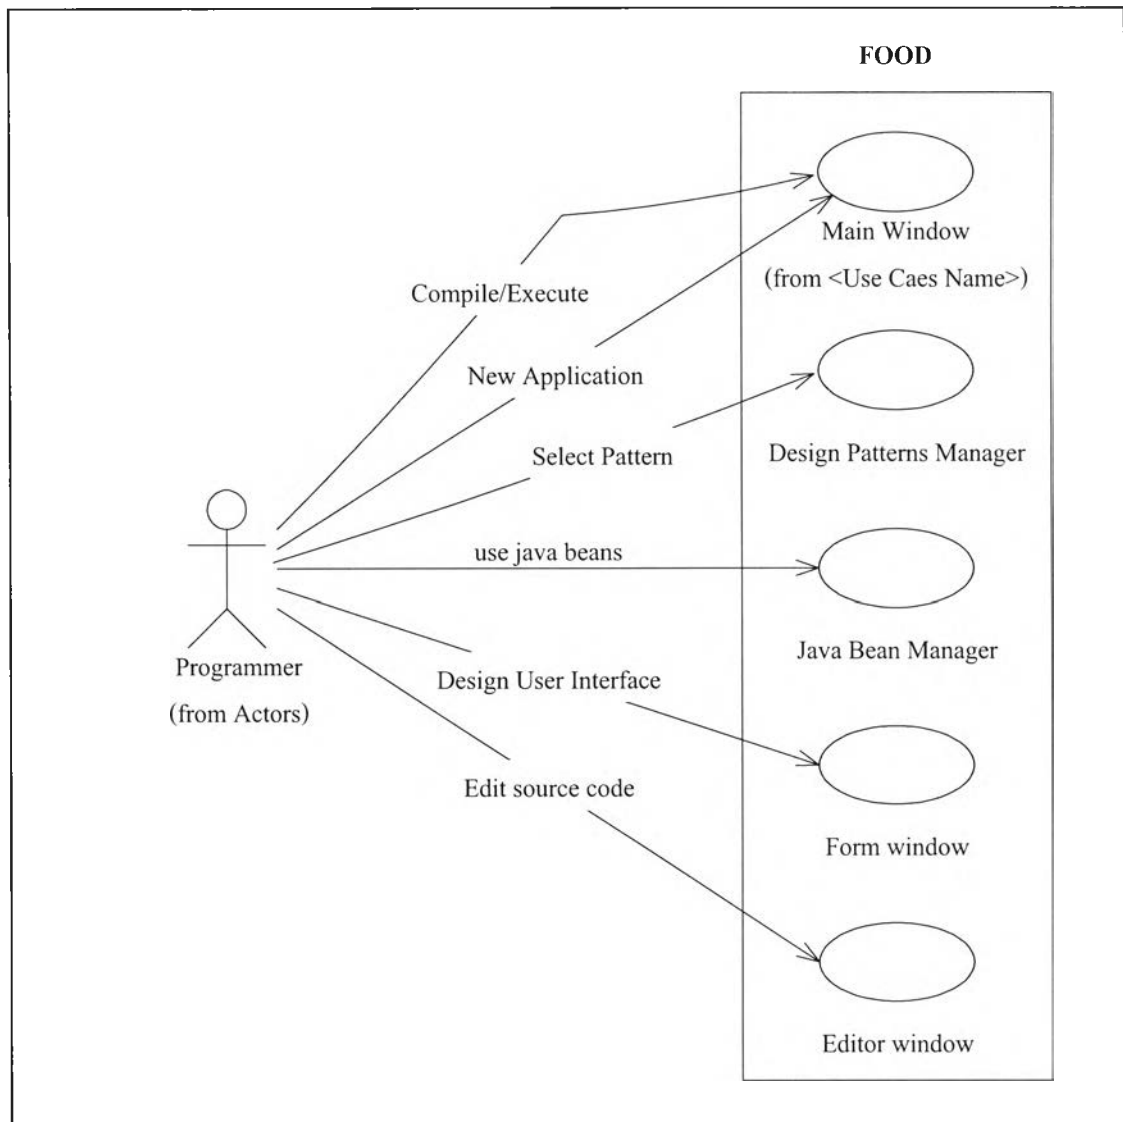 FOOD
Main Window
(from <Use Caes Name>)
Compile/Execute
New Application
Select Pattern
Design Patterns Manager
use java beans
Java Bean Manager
Programmer
(from Actors)
Design User Interface
Edit source code
Form window
Editor window